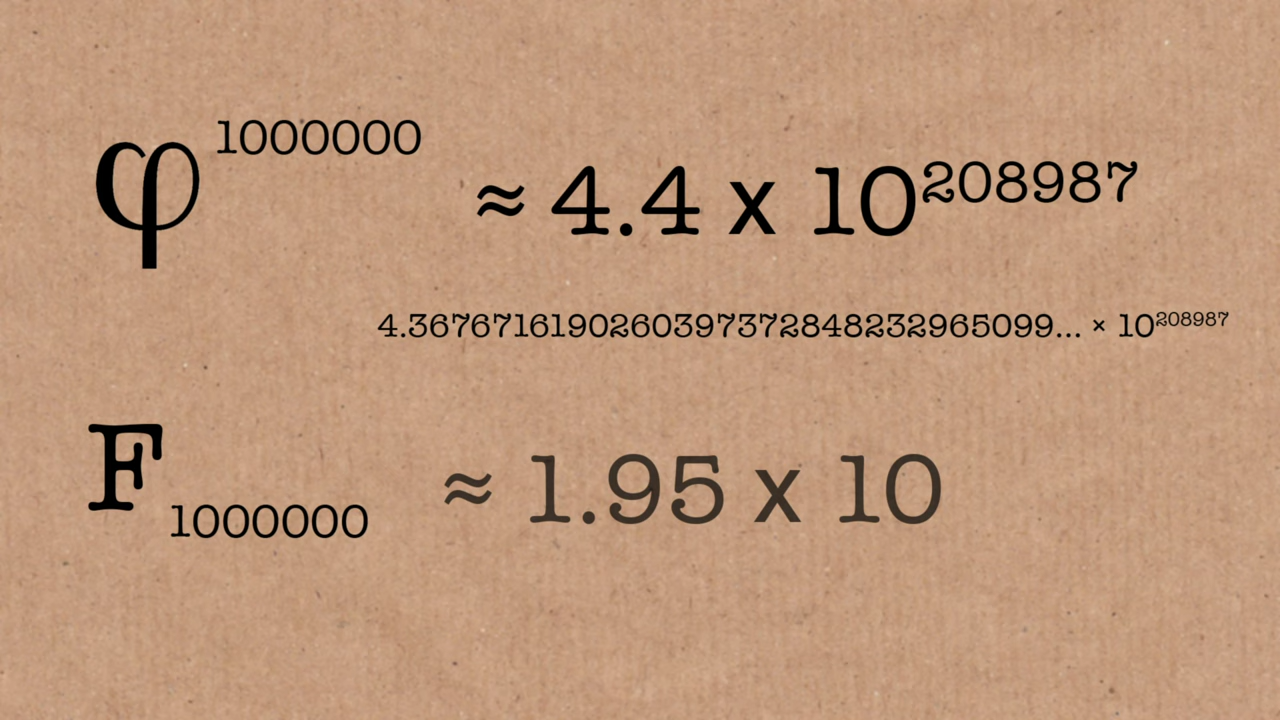 φ¹⁰⁰⁰⁰⁰⁰ ≈ 4.4 x 10²⁰⁸⁹⁸⁷
4.3676716190260397372848232965099... × 10²⁰⁸⁹⁸⁷
F₁₀₀₀₀₀₀ ≈ 1.95 x 10